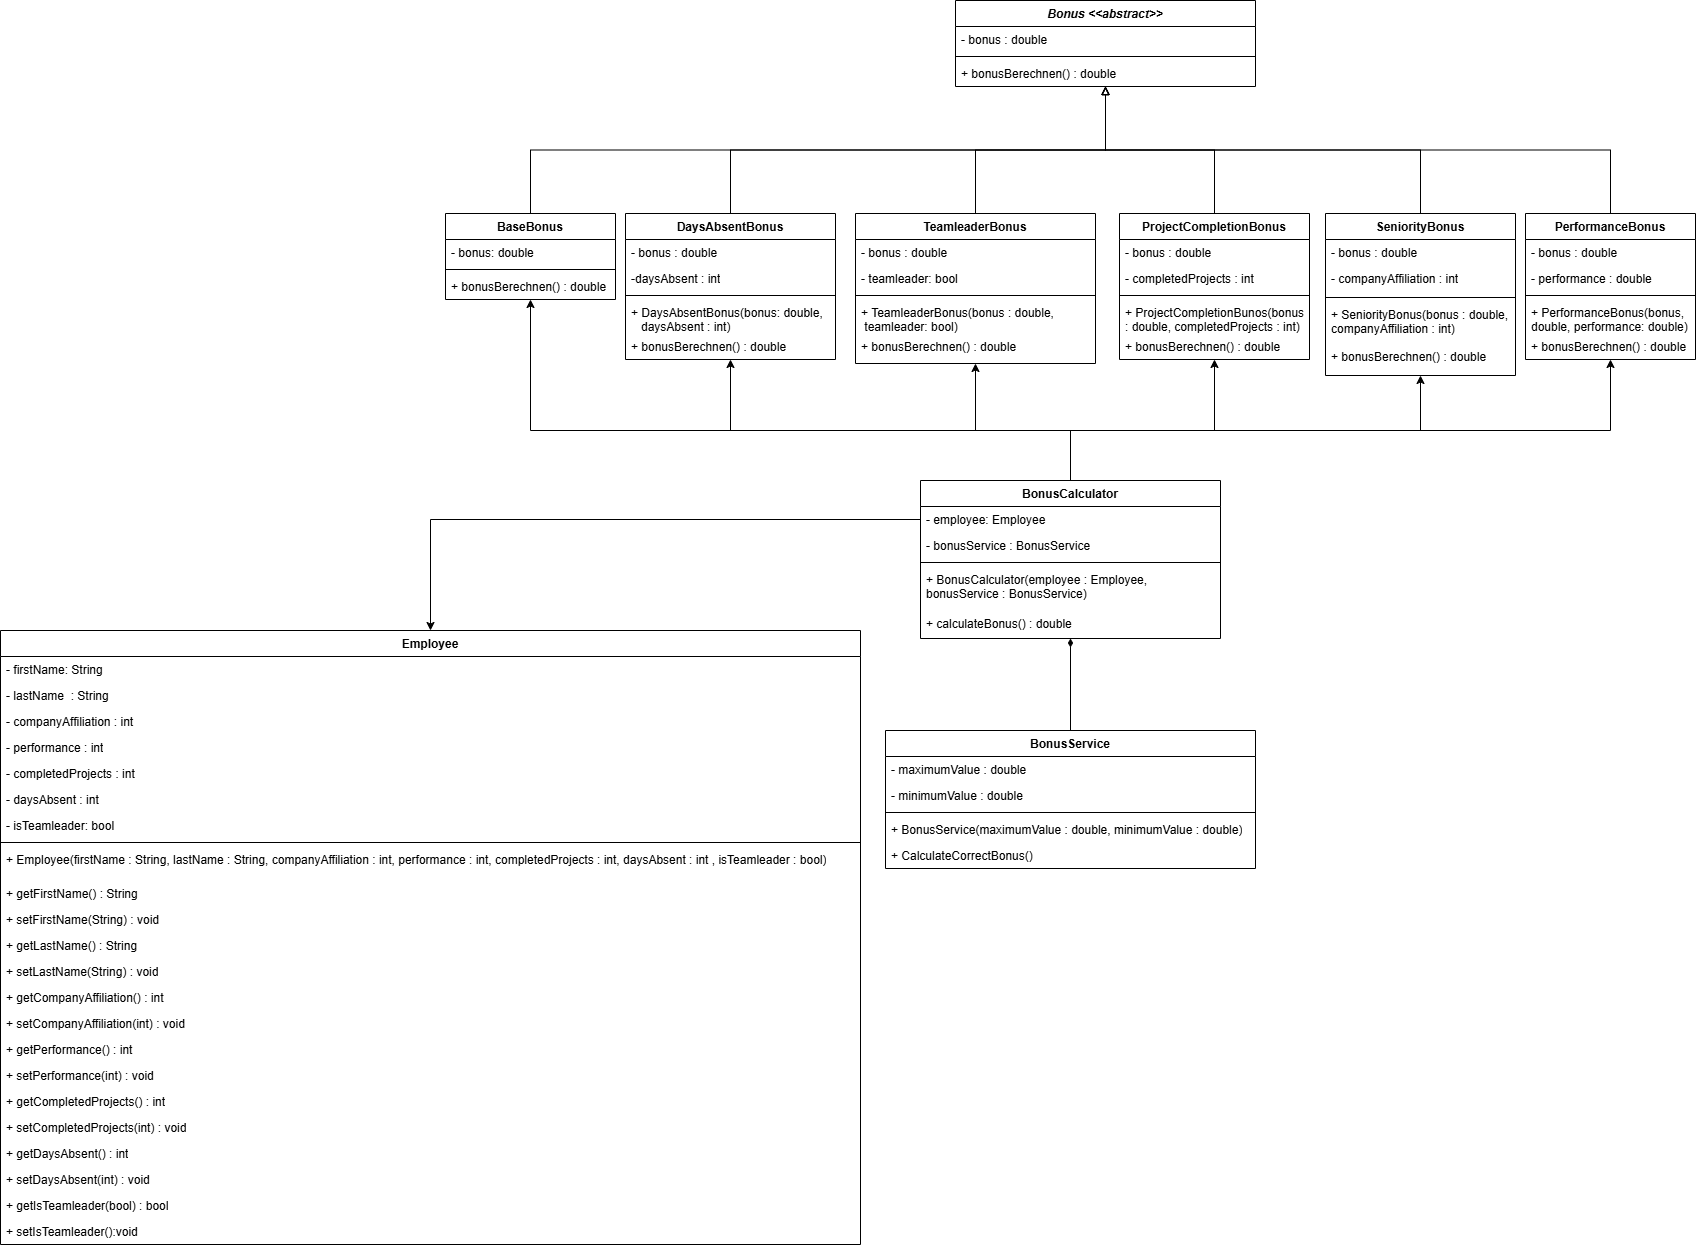 Bonus <<abstract>>
- bonus : double
+ bonusBerechnen() : double
BaseBonus
- bonus: double
+ bonusBerechnen() : double
DaysAbsentBonus
- bonus : double
-daysAbsent : int
+ DaysAbsentBonus(bonus: double,
daysAbsent : int)
+ bonusBerechnen() : double
TeamleaderBonus
- bonus : double
- teamleader: bool
+ TeamleaderBonus(bonus : double,
teamleader: bool)
+ bonusBerechnen() : double
ProjectCompletionBonus
- bonus : double
- completedProjects : int
+ ProjectCompletionBunos(bonus
: double, completedProjects : int)
+ bonusBerechnen() : double
SeniorityBonus
- bonus : double
- companyAffiliation : int
+ SeniorityBonus(bonus : double,
companyAffiliation : int)
+ bonusBerechnen() : double
PerformanceBonus
- bonus : double
- performance : double
+ PerformanceBonus(bonus,
double, performance: double)
+ bonusBerechnen() : double
BonusCalculator
- employee: Employee
- bonusService : BonusService
+ BonusCalculator(employee : Employee,
bonusService : BonusService)
+ calculateBonus() : double
Employee
- firstName: String
- lastName  : String
- companyAffiliation : int
- performance : int
- completedProjects : int
- daysAbsent : int
- isTeamleader: bool
+ Employee(firstName : String, lastName : String, companyAffiliation : int, performance : int, completedProjects : int, daysAbsent : int , isTeamleader : bool)
+ getFirstName() : String
+ setFirstName(String) : void
+ getLastName() : String
+ setLastName(String) : void
+ getCompanyAffiliation() : int
+ setCompanyAffiliation(int) : void
+ getPerformance() : int
+ setPerformance(int) : void
+ getCompletedProjects() : int
+ setCompletedProjects(int) : void
+ getDaysAbsent() : int
+ setDaysAbsent(int) : void
+ getIsTeamleader(bool) : bool
+ setIsTeamleader():void
BonusService
- maximumValue : double
- minimumValue : double
+ BonusService(maximumValue : double, minimumValue : double)
+ CalculateCorrectBonus()